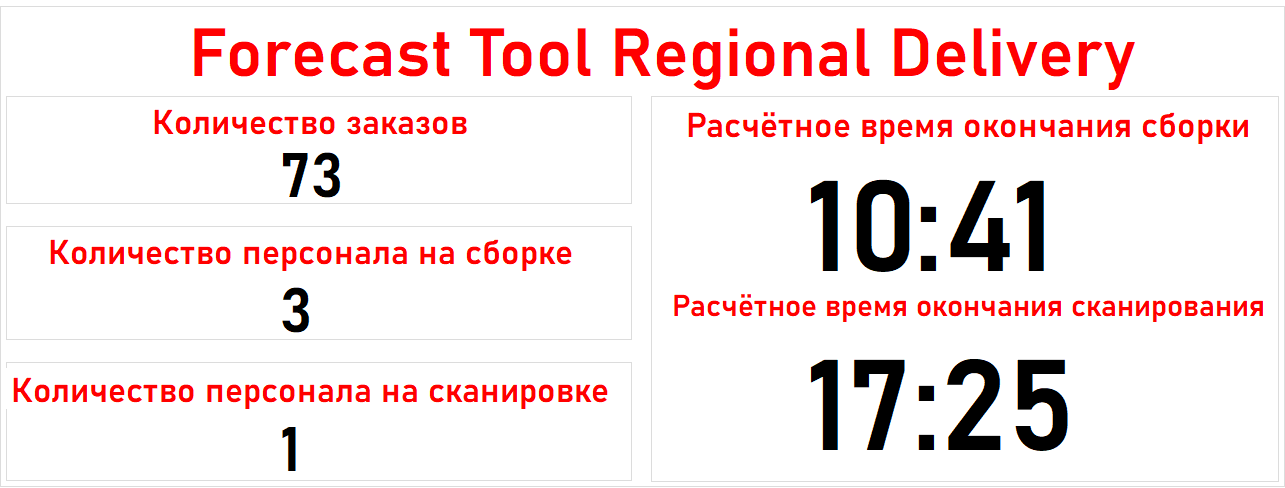 Forecast Tool Regional Delivery
Количество заказов
73
Количество персонала на сборке
3
Количество персонала на сканировке
1
Расчётное время окончания сборки
10:41
Расчётное время окончания сканирования
17:25